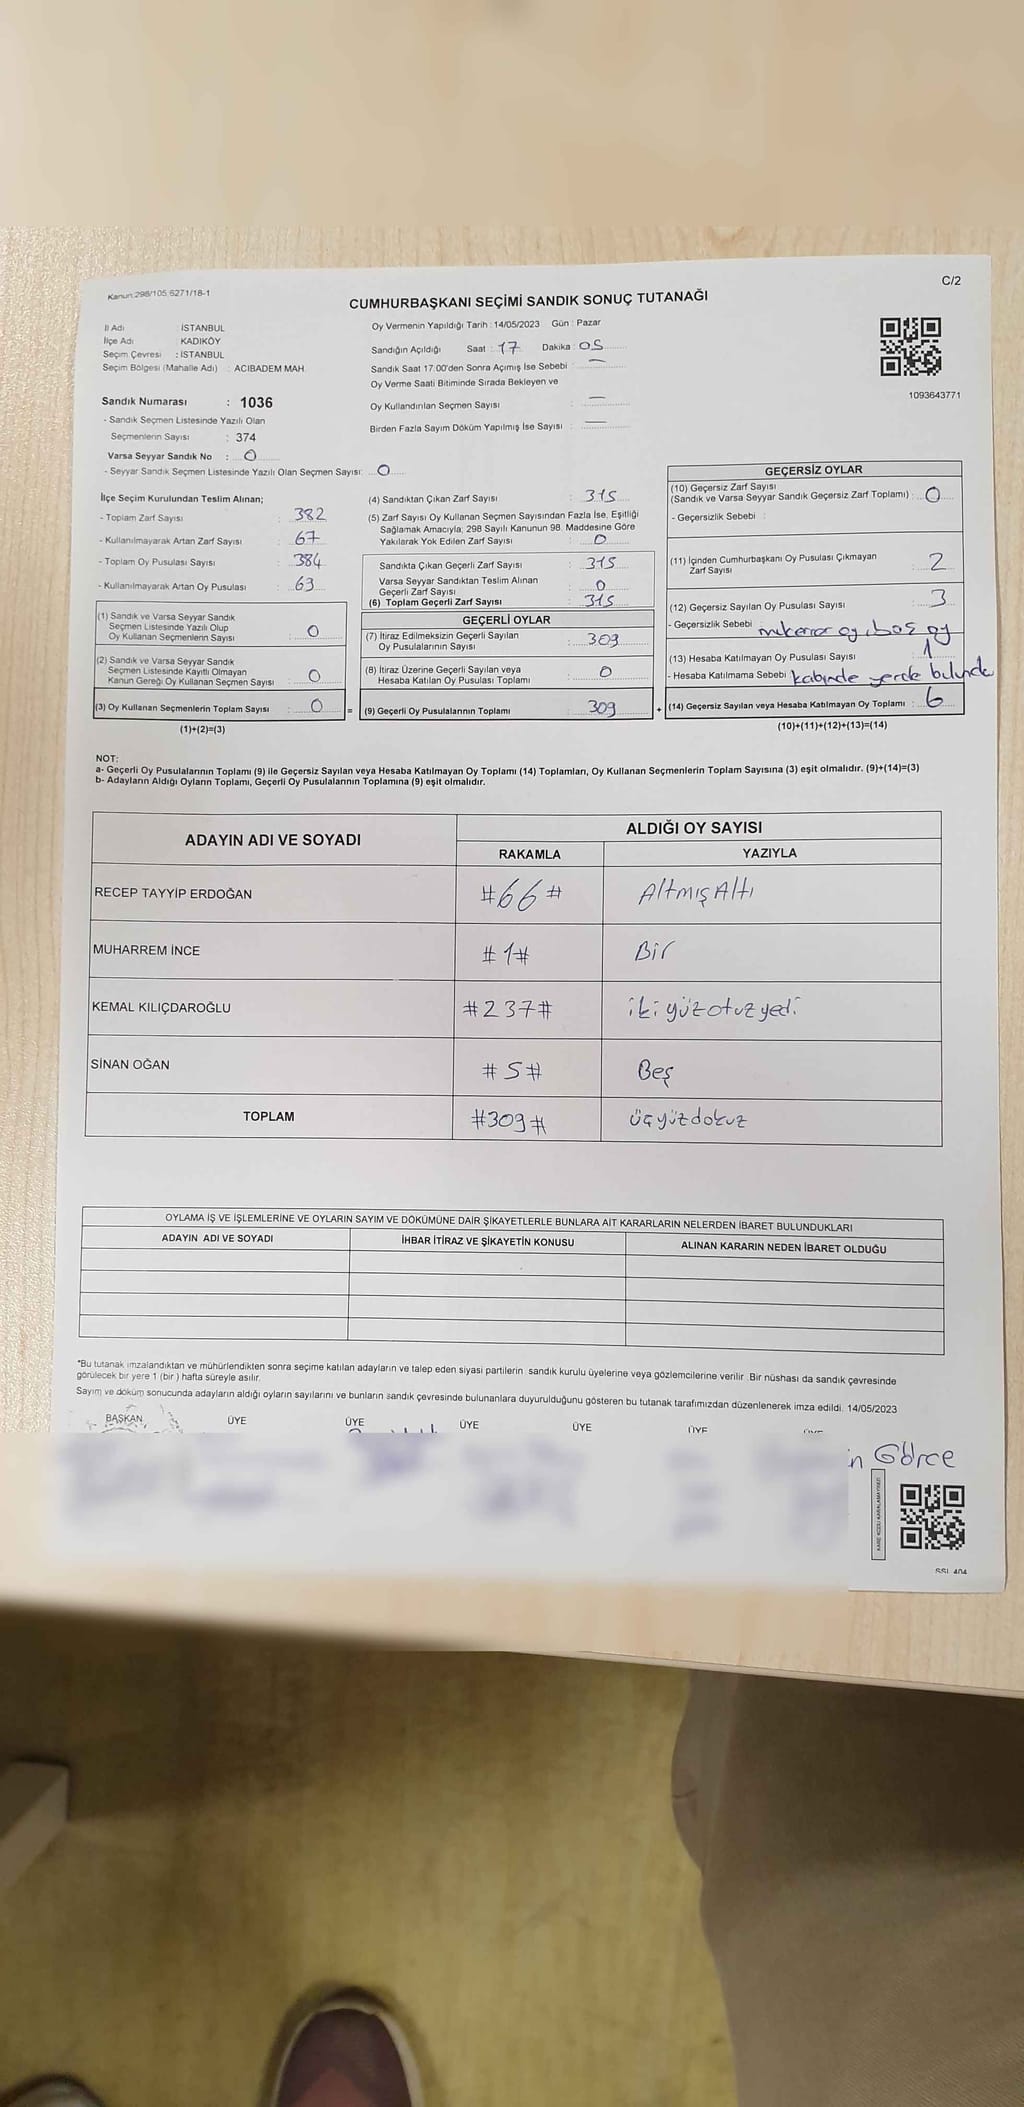 Kanun:298/105,6271/18-1
C/2
CUMHURBAŞKANI SEÇİMİ SANDIK SONUÇ TUTANAĞI
İl Adı : İSTANBUL
İlçe Adı : KADIKÖY
Seçim Çevresi : İSTANBUL
Seçim Bölgesi (Mahalle Adı) : ACIBADEM MAH.
Oy Vermenin Yapıldığı Tarih : 14/05/2023 Gün : Pazar
Sandığın Açıldığı Saat : 17 Dakika : 05
Sandık Saat 17.00'den Sonra Açımış İse Sebebi : —
Oy Verme Saati Bitiminde Sırada Bekleyen ve
Oy Kullandırılan Seçmen Sayısı : —
Birden Fazla Sayım Döküm Yapılmış İse Sayısı : —
1093643771
Sandık Numarası : 1036
- Sandık Seçmen Listesinde Yazılı Olan
Seçmenlerin Sayısı : 374
Varsa Seyyar Sandık No : 0
- Seyyar Sandık Seçmen Listesinde Yazılı Olan Seçmen Sayısı: 0
İlçe Seçim Kurulundan Teslim Alınan;
- Toplam Zarf Sayısı : 382
- Kullanılmayarak Artan Zarf Sayısı : 67
- Toplam Oy Pusulası Sayısı : 384
- Kullanılmayarak Artan Oy Pusulası : 63
(1) Sandık ve Varsa Seyyar Sandık
Seçmen Listesinde Yazılı Olup
Oy Kullanan Seçmenlerin Sayısı : 0
(2) Sandık ve Varsa Seyyar Sandık
Seçmen Listesinde Kayıtlı Olmayan
Kanun Gereği Oy Kullanan Seçmen Sayısı : 0
(3) Oy Kullanan Seçmenlerin Toplam Sayısı : 0 =
(1)+(2)=(3)
(4) Sandıktan Çıkan Zarf Sayısı : 315
(5) Zarf Sayısı Oy Kullanan Seçmen Sayısından Fazla İse, Eşitliği
Sağlamak Amacıyla; 298 Sayılı Kanunun 98. Maddesine Göre
Yakılarak Yok Edilen Zarf Sayısı : 0
Sandıkta Çıkan Geçerli Zarf Sayısı : 315
Varsa Seyyar Sandıktan Teslim Alınan
Geçerli Zarf Sayısı : 0
(6) Toplam Geçerli Zarf Sayısı : 315
GEÇERLİ OYLAR
(7) İtiraz Edilmeksizin Geçerli Sayılan
Oy Pusulalarının Sayısı : 309
(8) İtiraz Üzerine Geçerli Sayılan veya
Hesaba Katılan Oy Pusulası Toplamı : 0
(9) Geçerli Oy Pusulalarının Toplamı : 309 +
GEÇERSİZ OYLAR
(10) Geçersiz Zarf Sayısı
(Sandık ve Varsa Seyyar Sandık Geçersiz Zarf Toplamı) : 0
- Geçersizlik Sebebi :
(11) İçinden Cumhurbaşkanı Oy Pusulası Çıkmayan
Zarf Sayısı : 2
(12) Geçersiz Sayılan Oy Pusulası Sayısı : 3
- Geçersizlik Sebebi : mükerrer oy, boş oy
(13) Hesaba Katılmayan Oy Pusulası Sayısı : 1
- Hesaba Katılmama Sebebi : kabinde yerde bulundu
(14) Geçersiz Sayılan veya Hesaba Katılmayan Oy Toplamı : 6
(10)+(11)+(12)+(13)=(14)
NOT:
a- Geçerli Oy Pusulalarının Toplamı (9) ile Geçersiz Sayılan veya Hesaba Katılmayan Oy Toplamı (14) Toplamları, Oy Kullanan Seçmenlerin Toplam Sayısına (3) eşit olmalıdır. (9)+(14)=(3)
b- Adayların Aldığı Oyların Toplamı, Geçerli Oy Pusulalarının Toplamına (9) eşit olmalıdır.
ADAYIN ADI VE SOYADI
ALDIĞI OY SAYISI
RAKAMLA YAZIYLA
RECEP TAYYİP ERDOĞAN #66# Altmış Altı
MUHARREM İNCE #1# Bir
KEMAL KILIÇDAROĞLU #237# iki yüz otuz yedi
SİNAN OĞAN #5# Beş
TOPLAM #309# üçyüz dokuz
OYLAMA İŞ VE İŞLEMLERİNE VE OYLARIN SAYIM VE DÖKÜMÜNE DAİR ŞİKAYETLERLE BUNLARA AİT KARARLARIN NELERDEN İBARET BULUNDUKLARI
ADAYIN ADI VE SOYADI İHBAR İTİRAZ VE ŞİKAYETİN KONUSU ALINAN KARARIN NEDEN İBARET OLDUĞU
*Bu tutanak imzalandıktan ve mühürlendikten sonra seçime katılan adayların ve talep eden siyasi partilerin sandık kurulu üyelerine veya gözlemcilerine verilir. Bir nüshası da sandık çevresinde
görülecek bir yere 1 (bir) hafta süreyle asılır.
Sayım ve döküm sonucunda adayların aldığı oyların sayılarını ve bunların sandık çevresinde bulunanlara duyurulduğunu gösteren bu tutanak tarafımızdan düzenlenerek imza edildi. 14/05/2023
BAŞKAN ÜYE ÜYE ÜYE ÜYE ÜYE
Görce
KARE KODU KARALAMAYINIZ!
SSI 404